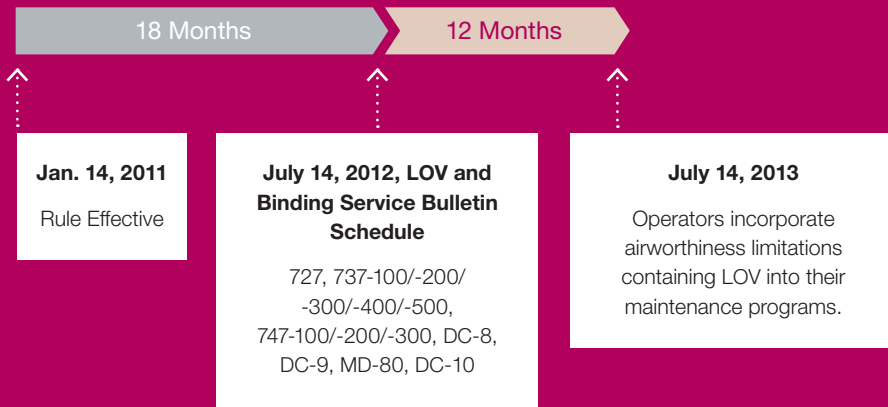 18 Months
12 Months
Jan. 14, 2011
Rule Effective
July 14, 2012, LOV and
Binding Service Bulletin
Schedule
727, 737-100/-200/
-300/-400/-500,
747-100/-200/-300, DC-8,
DC-9, MD-80, DC-10
July 14, 2013
Operators incorporate
airworthiness limitations
containing LOV into their
maintenance programs.